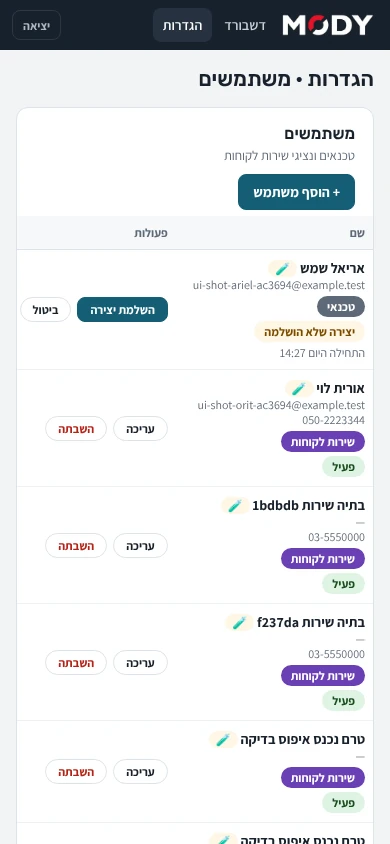 MODY
דשבורד
הגדרות
יציאה
הגדרות • משתמשים
משתמשים
טכנאים ונציגי שירות לקוחות
+ הוסף משתמש
שם
פעולות
אריאל שמש
ui-shot-ariel-ac3694@example.test
טכנאי
יצירה שלא הושלמה
התחילה היום 14:27
השלמת יצירה
ביטול
אורית לוי
ui-shot-orit-ac3694@example.test
050-2223344
שירות לקוחות
פעיל
עריכה
השבתה
בתיה שירות 1bdbdb
—
03-5550000
שירות לקוחות
פעיל
עריכה
השבתה
בתיה שירות f237da
—
03-5550000
שירות לקוחות
פעיל
עריכה
השבתה
טרם נכנס איפוס בדיקה
—
שירות לקוחות
פעיל
עריכה
השבתה
טרם נכנס איפוס בדיקה